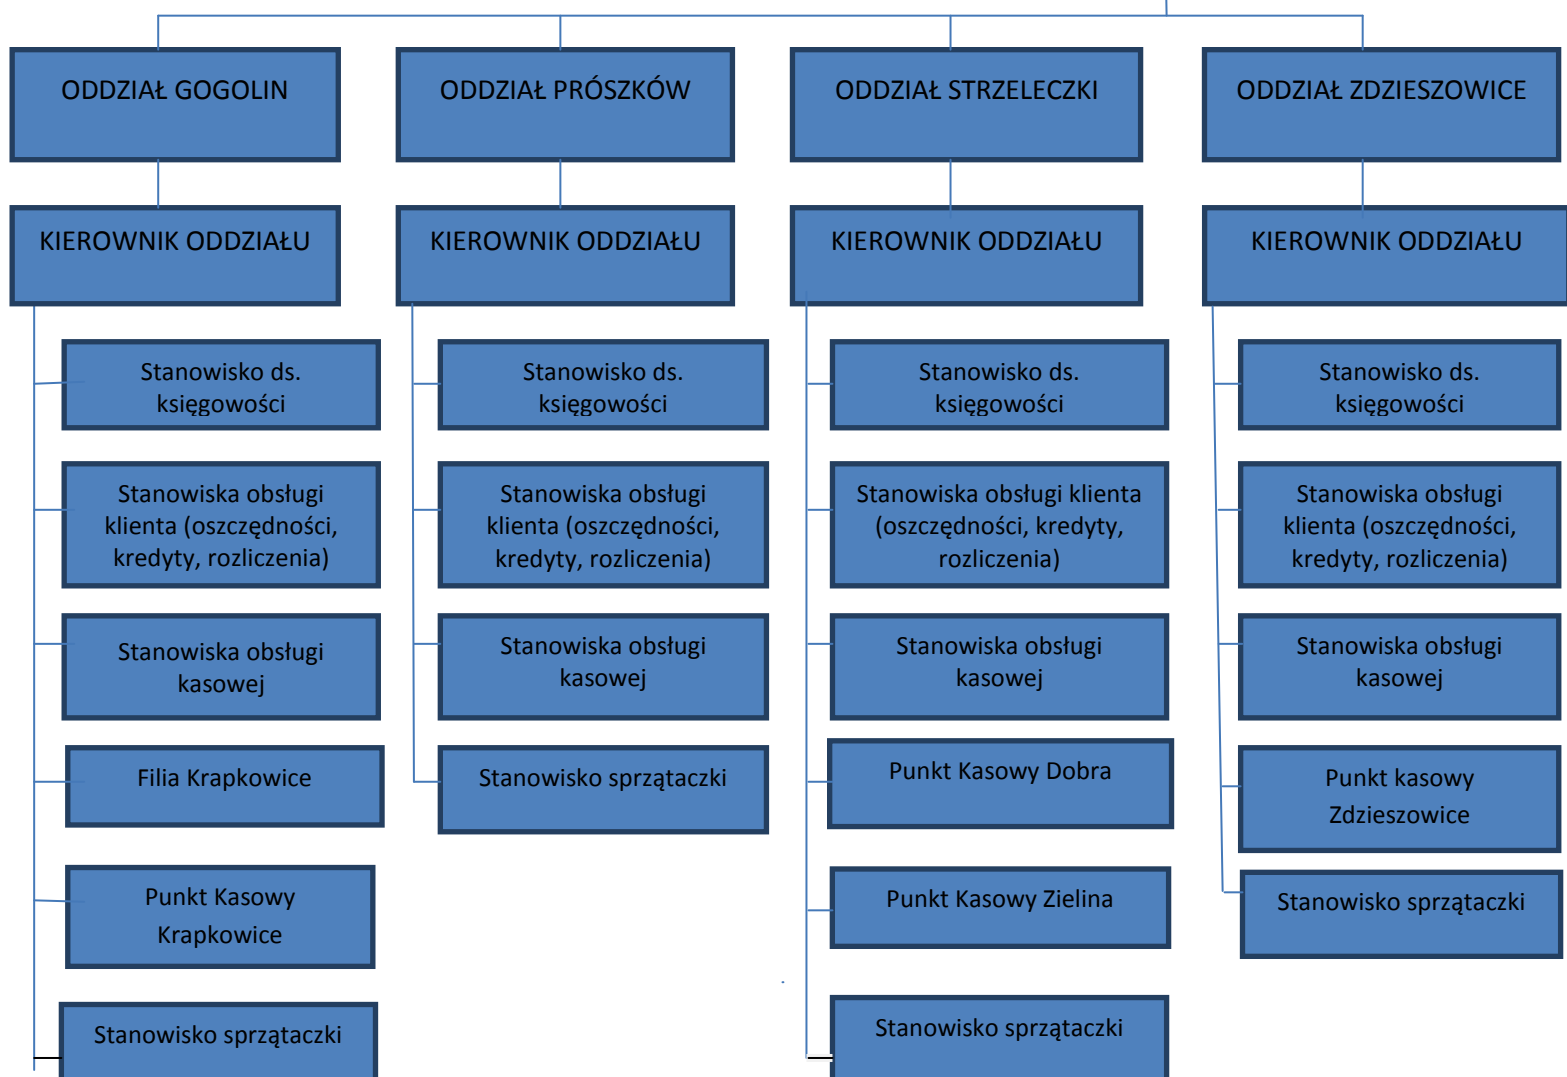 ODDZIAŁ GOGOLIN
KIEROWNIK ODDZIAŁU
Stanowisko ds.
księgowości
Stanowiska obsługi
klienta (oszczędności,
kredyty, rozliczenia)
Stanowiska obsługi
kasowej
Filia Krapkowice
Punkt Kasowy
Krapkowice
Stanowisko sprzątaczki
ODDZIAŁ PRÓSZKÓW
KIEROWNIK ODDZIAŁU
Stanowisko ds.
księgowości
Stanowiska obsługi
klienta (oszczędności,
kredyty, rozliczenia)
Stanowiska obsługi
kasowej
Stanowisko sprzątaczki
ODDZIAŁ STRZELECZKI
KIEROWNIK ODDZIAŁU
Stanowisko ds.
księgowości
Stanowiska obsługi klienta
(oszczędności, kredyty,
rozliczenia)
Stanowiska obsługi
kasowej
Punkt Kasowy Dobra
Punkt Kasowy Zielina
Stanowisko sprzątaczki
ODDZIAŁ ZDZIESZOWICE
KIEROWNIK ODDZIAŁU
Stanowisko ds.
księgowości
Stanowiska obsługi
klienta (oszczędności,
kredyty, rozliczenia)
Stanowiska obsługi
kasowej
Punkt kasowy
Zdzieszowice
Stanowisko sprzątaczki